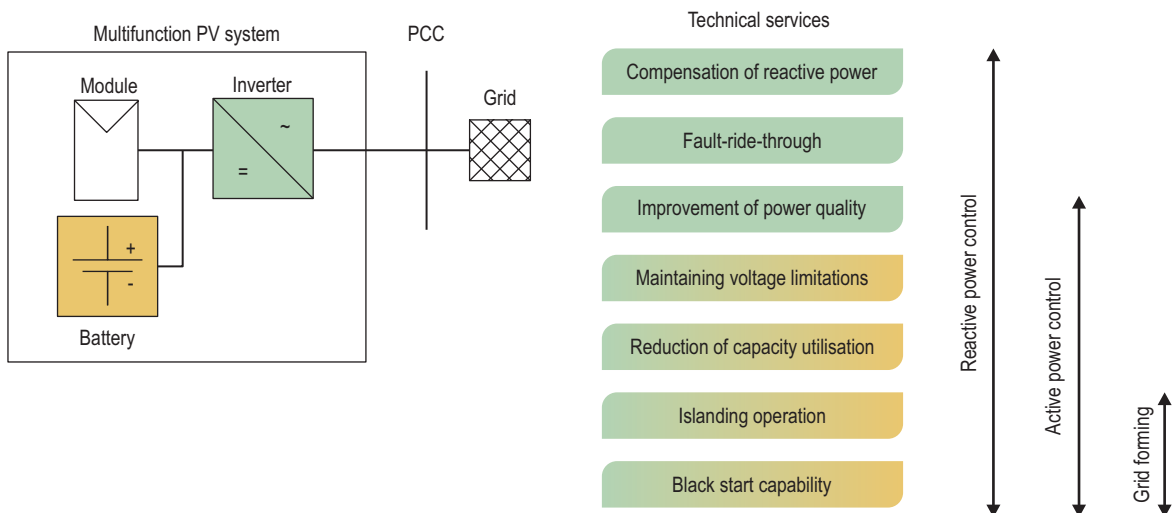 Technical services
Multifunction PV system
PCC
Module
Inverter
Grid
~
=
+
-
Battery
Compensation of reactive power
Fault-ride-through
Improvement of power quality
Maintaining voltage limitations
Reduction of capacity utilisation
Islanding operation
Black start capability
Reactive power control
Active power control
Grid forming